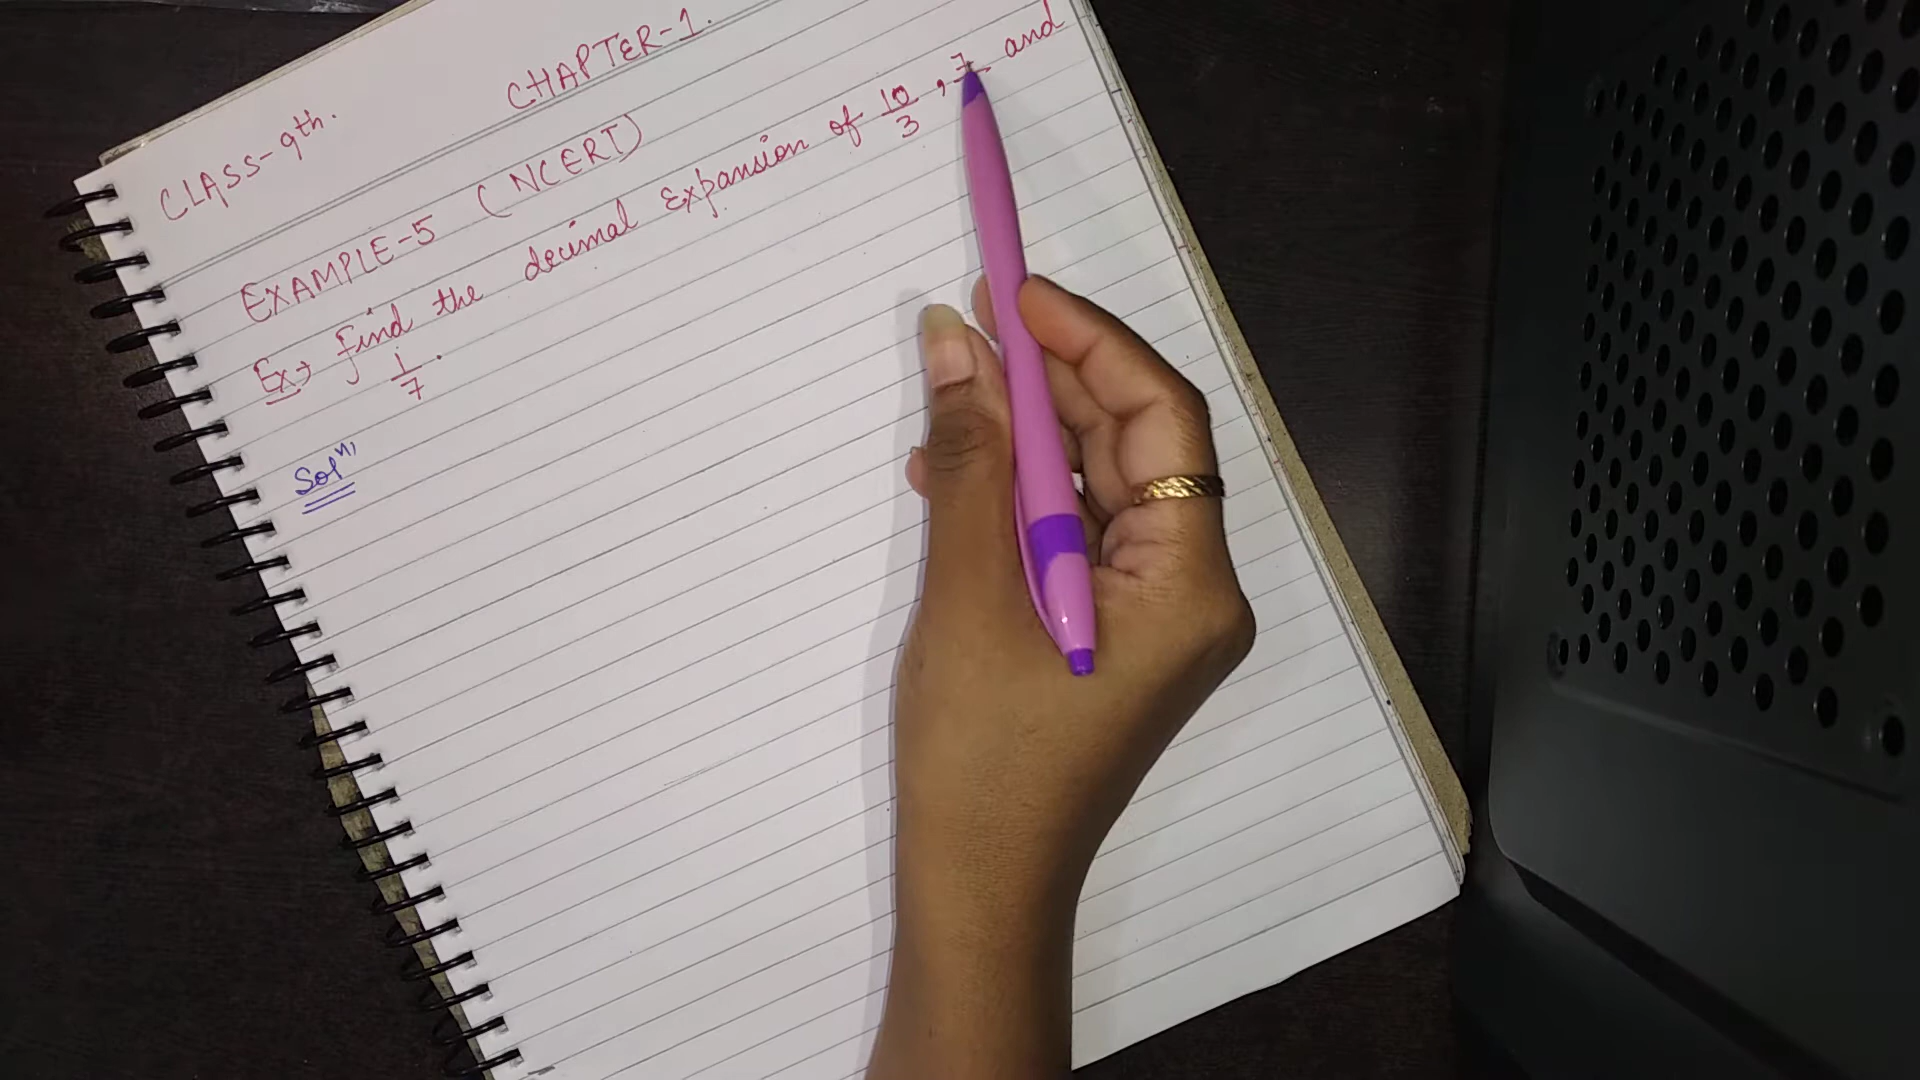 CHAPTER-1.
CLASS-9th.
EXAMPLE-5 (NCERT)
Ex→ Find the decimal Expansion of 10/3, 7 and
1/7.
Solⁿ